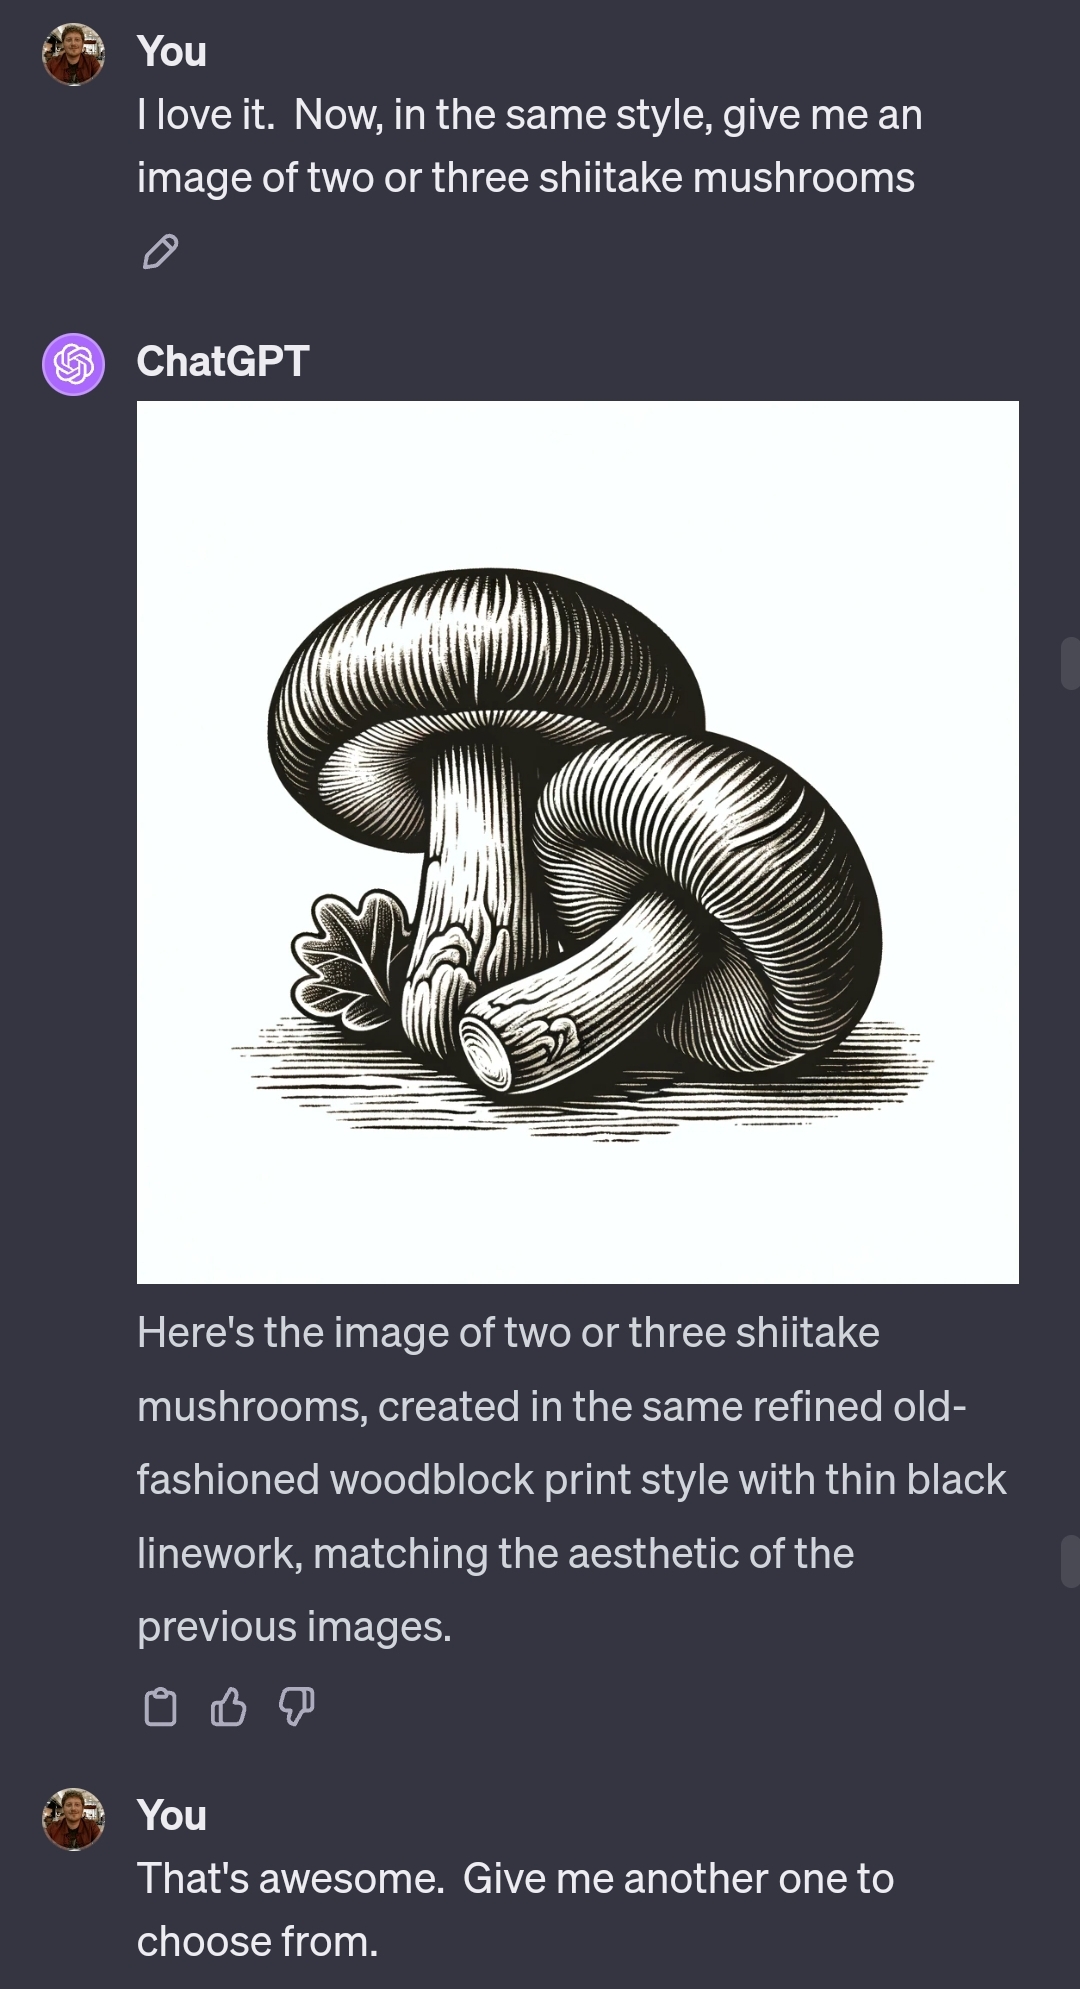 You
I love it.  Now, in the same style, give me an
image of two or three shiitake mushrooms
ChatGPT
Here's the image of two or three shiitake
mushrooms, created in the same refined old-
fashioned woodblock print style with thin black
linework, matching the aesthetic of the
previous images.
You
That's awesome.  Give me another one to
choose from.